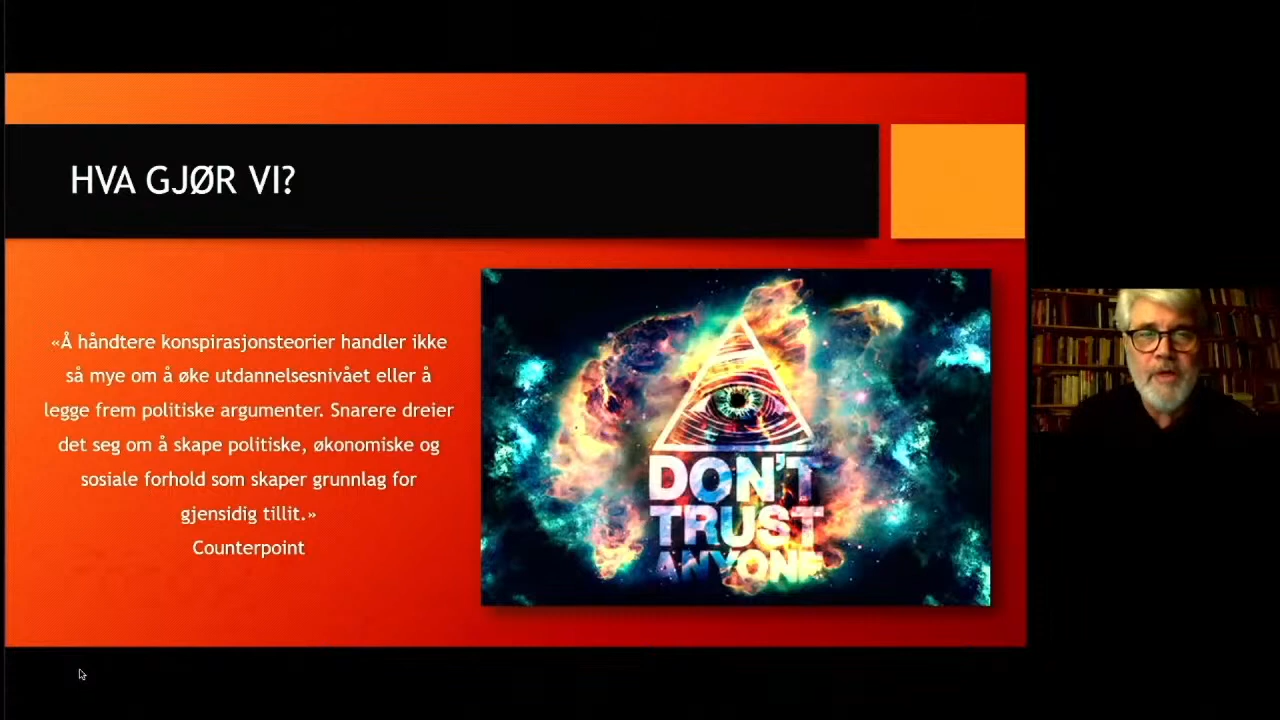 HVA GJØR VI?
«Å håndtere konspirasjonsteorier handler ikke
så mye om å øke utdannelsesnivået eller å
legge frem politiske argumenter. Snarere dreier
det seg om å skape politiske, økonomiske og
sosiale forhold som skaper grunnlag for
gjensidig tillit.»
Counterpoint
DON'T
TRUST
ANYONE